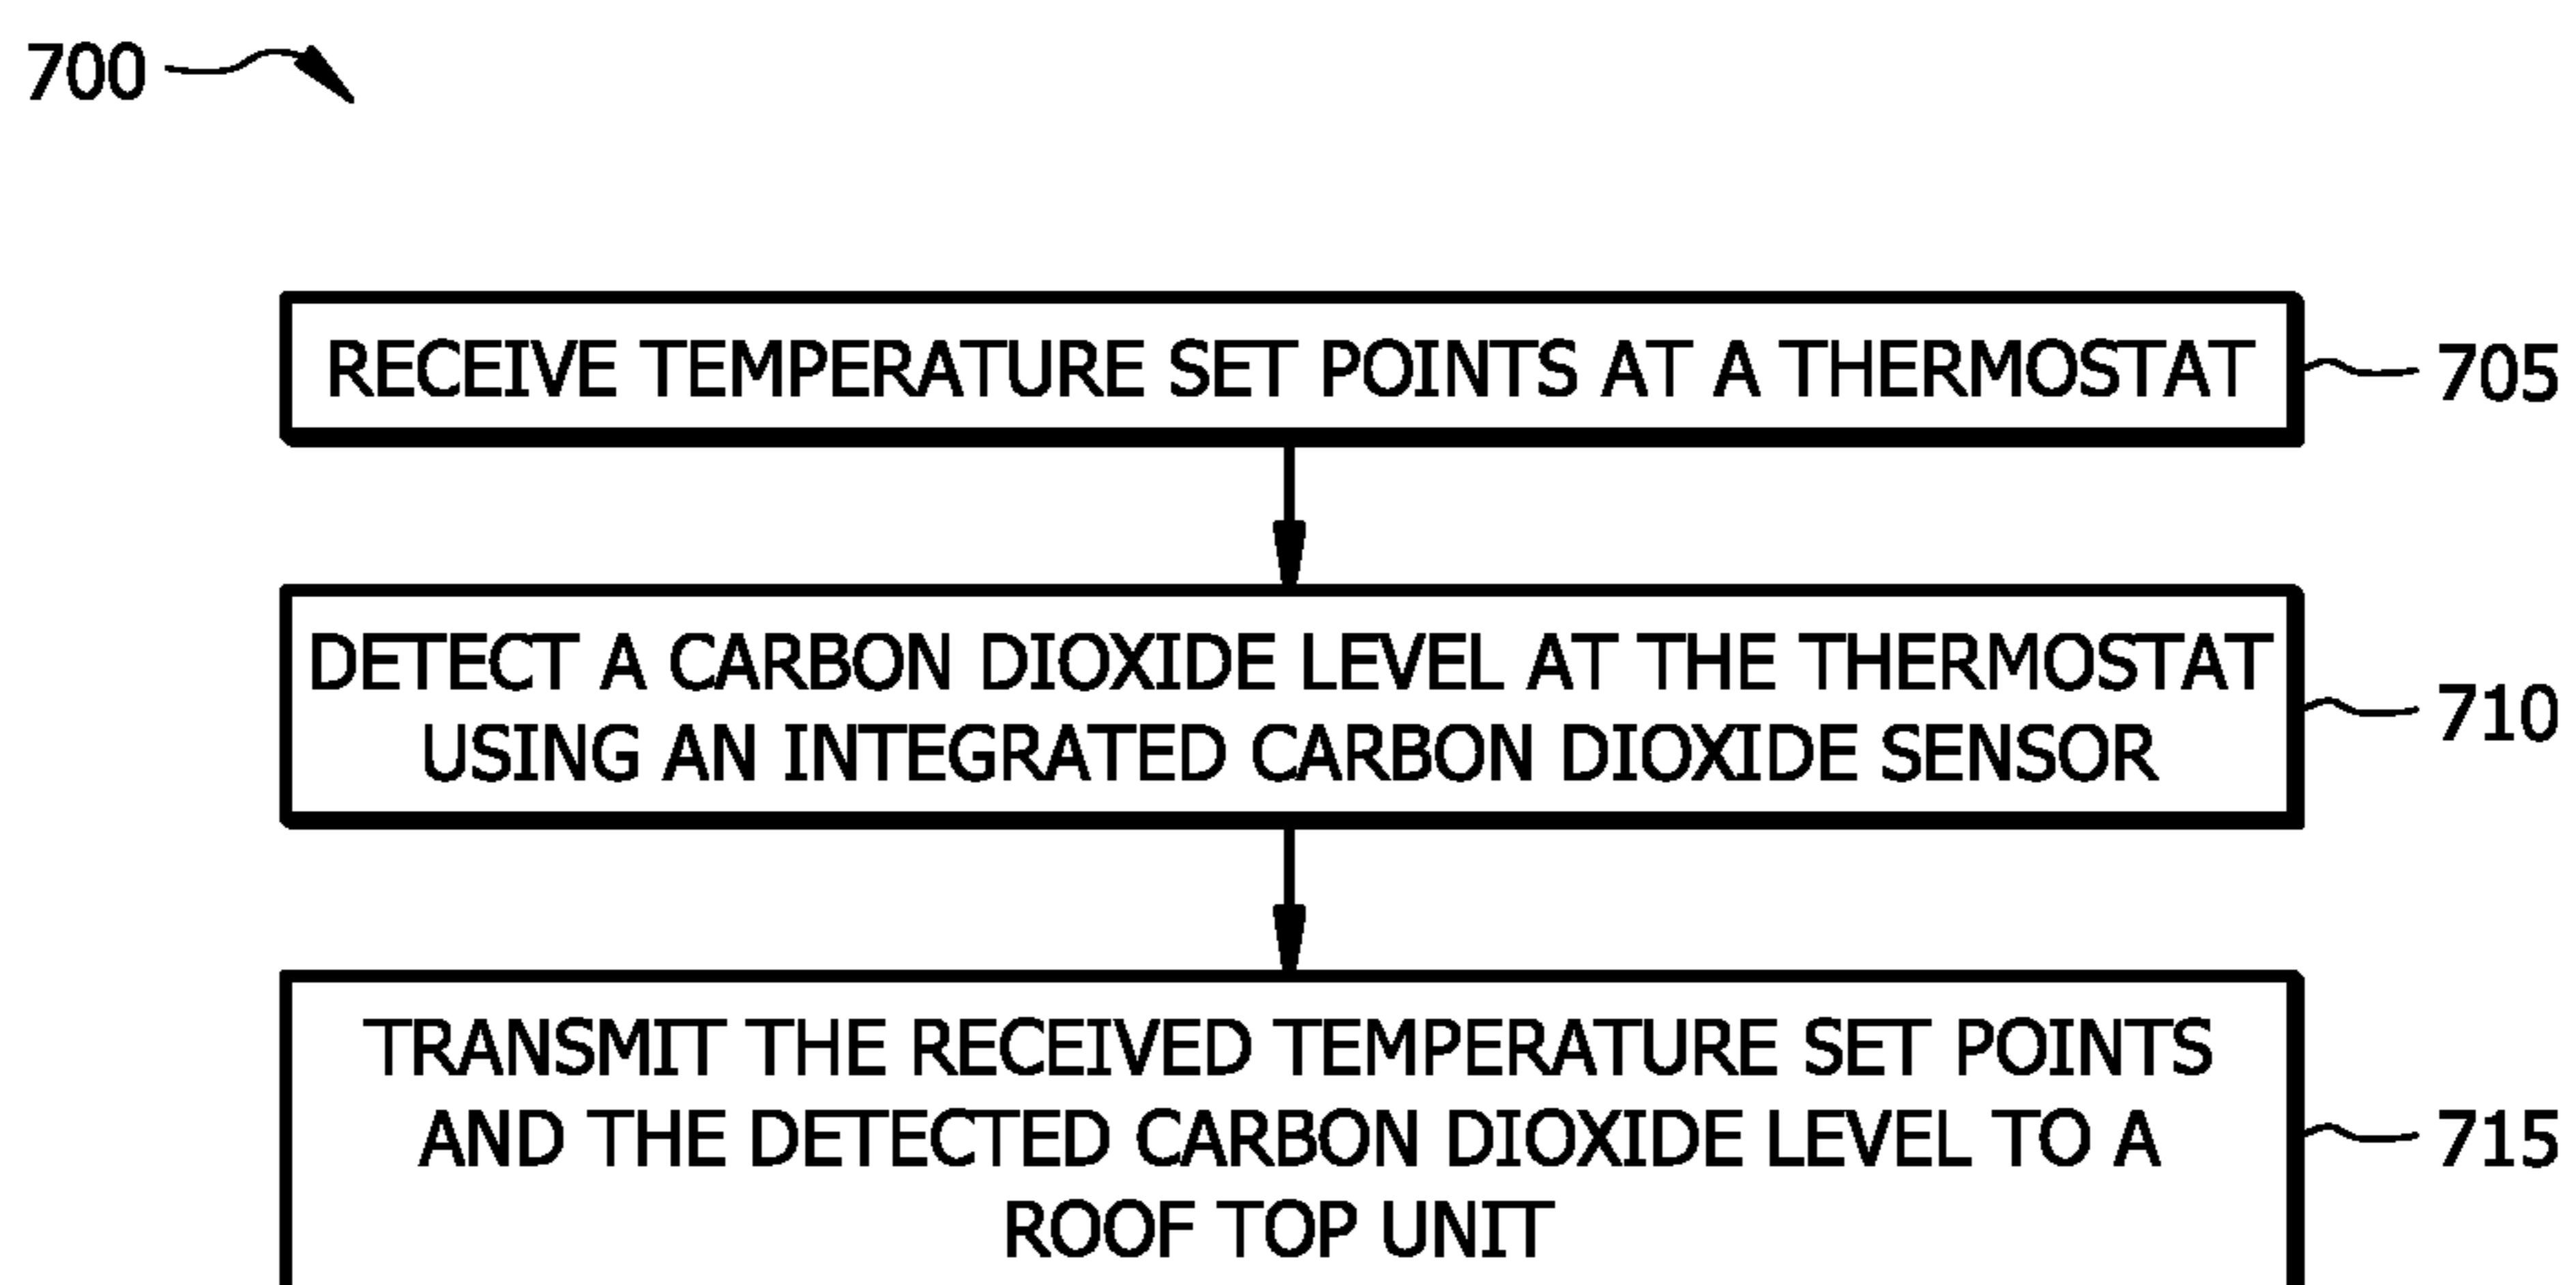 700
RECEIVE TEMPERATURE SET POINTS AT A THERMOSTAT
705
DETECT A CARBON DIOXIDE LEVEL AT THE THERMOSTAT
USING AN INTEGRATED CARBON DIOXIDE SENSOR
710
TRANSMIT THE RECEIVED TEMPERATURE SET POINTS
AND THE DETECTED CARBON DIOXIDE LEVEL TO A
ROOF TOP UNIT
715